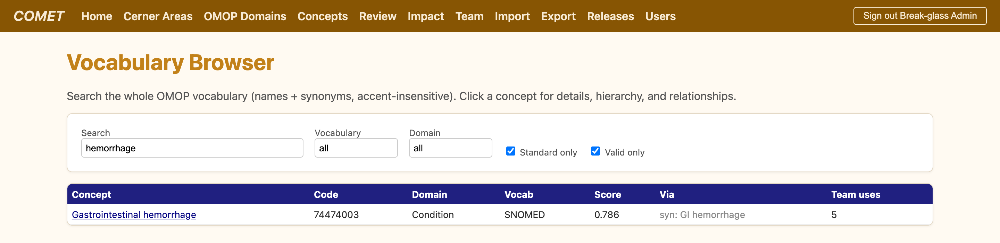 COMET Home Cerner Areas OMOP Domains Concepts Review Impact Team Import Export Releases Users Sign out Break-glass Admin
Vocabulary Browser
Search the whole OMOP vocabulary (names + synonyms, accent-insensitive). Click a concept for details, hierarchy, and relationships.
Search Vocabulary Domain
hemorrhage all all Standard only Valid only
Concept Code Domain Vocab Score Via Team uses
Gastrointestinal hemorrhage 74474003 Condition SNOMED 0.786 syn: GI hemorrhage 5